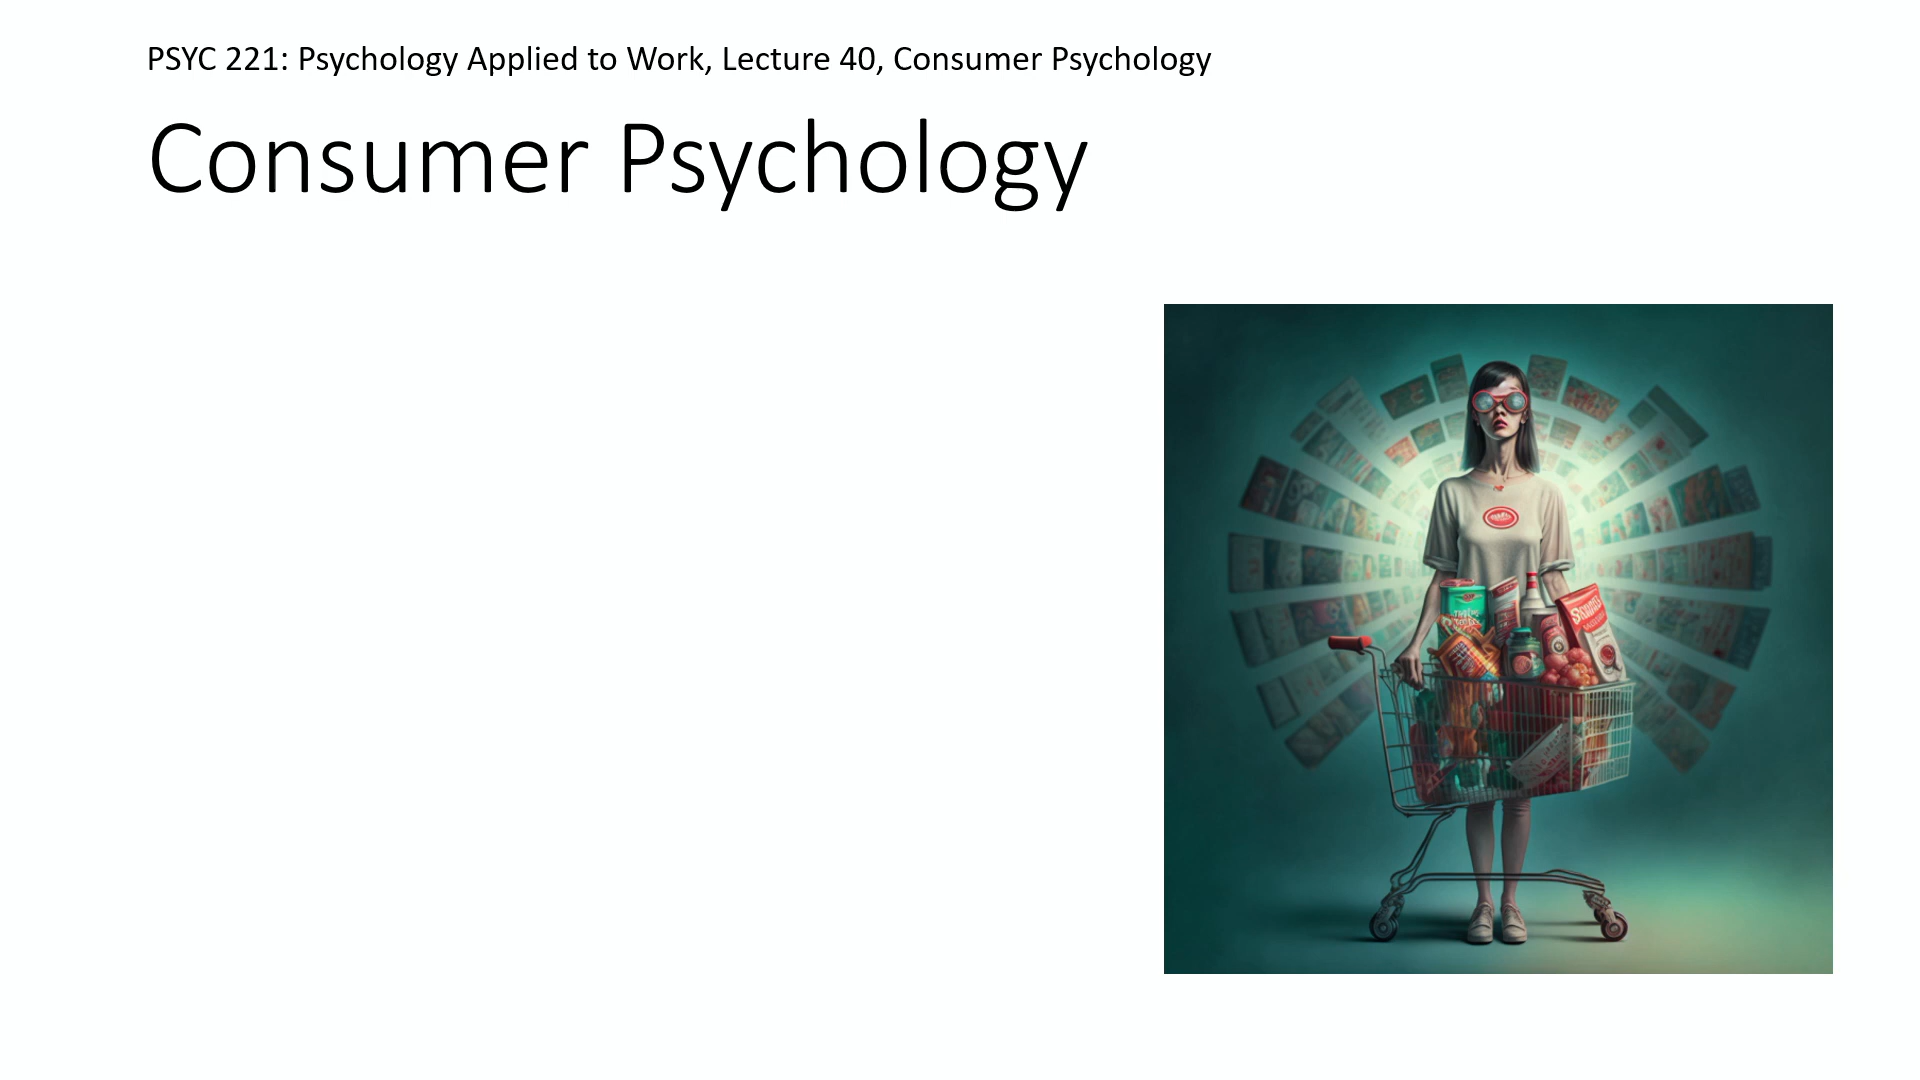 PSYC 221: Psychology Applied to Work, Lecture 40, Consumer Psychology
Consumer Psychology